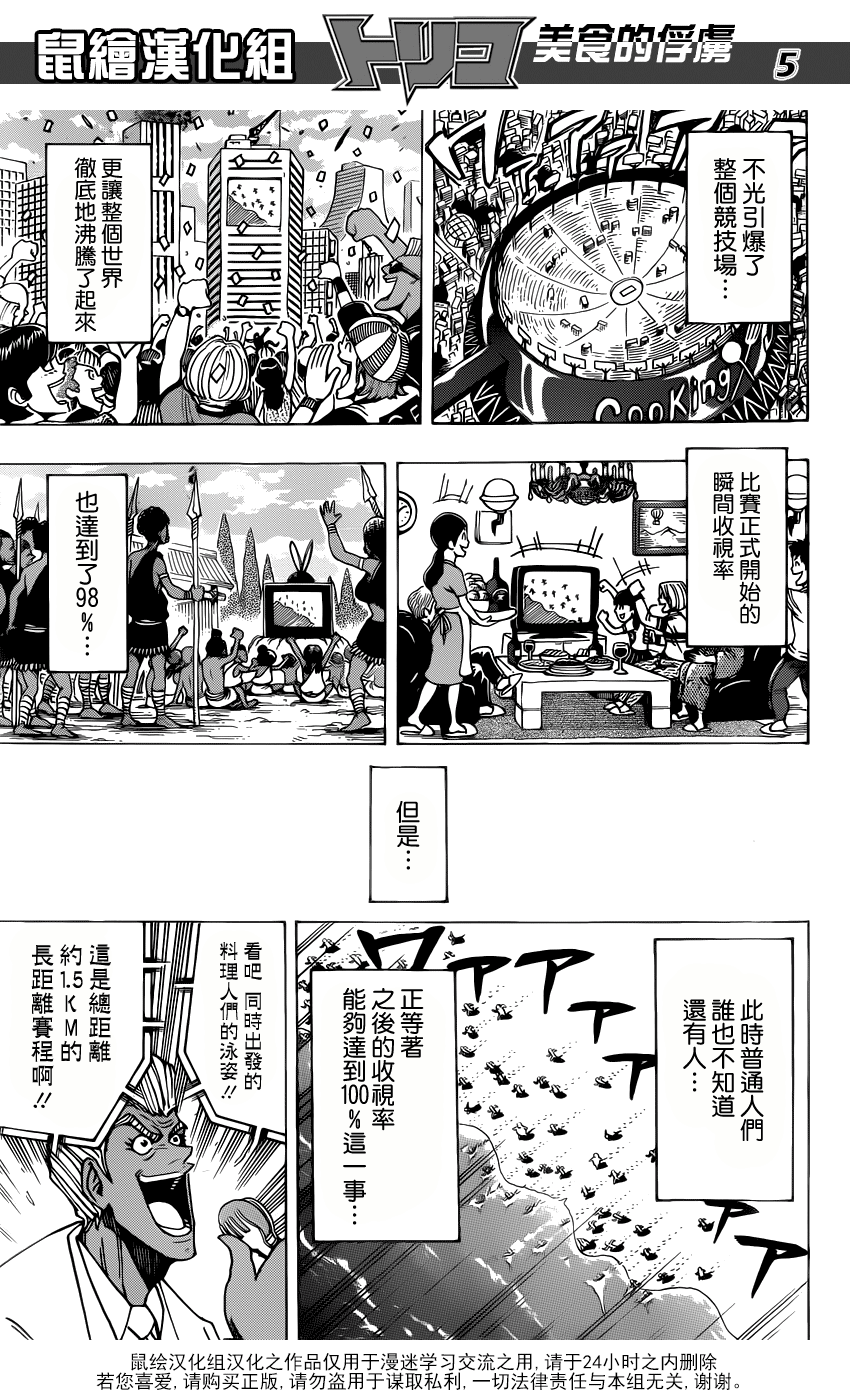 鼠繪漢化組
トリコ
美食的俘虜
5
不光引爆了
整個競技場…
Cooking
更讓整個世界
徹底地沸騰了起來
比賽正式開始的
瞬間收視率
也達到了98%…
但是…
此時普通人們
誰也不知道
還有人…
正等著
之後的收視率
能夠達到100%這一事…
ワァァァァァ
看吧 同時出發的
料理人們的泳姿!!
這是總距離
約1.5KM的
長距離賽程啊!!
鼠绘汉化组汉化之作品仅用于漫迷学习交流之用,请于24小时之内删除
若您喜爱,请购买正版,请勿盗用于谋取私利,一切法律责任与本组无关,谢谢。